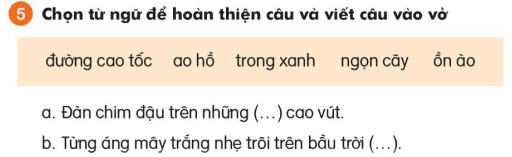 5 Chọn từ ngữ để hoàn thiện câu và viết câu vào vở
đường cao tốc ao hồ trong xanh ngọn cây ồn ào
a. Đàn chim đậu trên những (...) cao vút.
b. Từng áng mây trắng nhẹ trôi trên bầu trời (...).